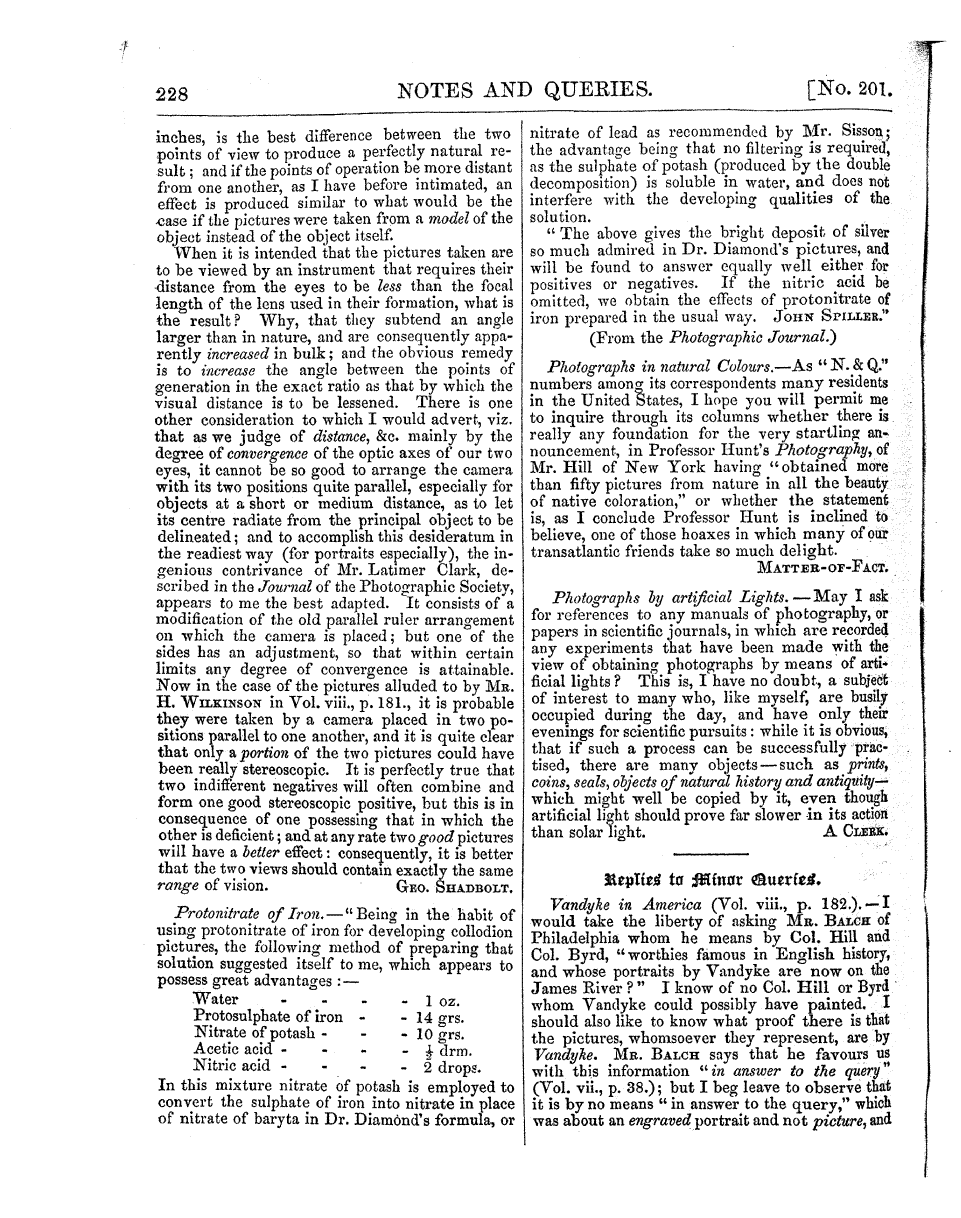 228
NOTES AND QUERIES.
[No. 201.
inches, is the best difference between the two
points of view to produce a perfectly natural re-
sult; and if the points of operation be more distant
from one another, as I have before intimated, an
effect is produced similar to what would be the
case if the pictures were taken from a model of the
object instead of the object itself.
When it is intended that the pictures taken are
to be viewed by an instrument that requires their
distance from the eyes to be less than the focal
length of the lens used in their formation, what is
the result? Why, that they subtend an angle
larger than in nature, and are consequently appa-
rently increased in bulk; and the obvious remedy
is to increase the angle between the points of
generation in the exact ratio as that by which the
visual distance is to be lessened. There is one
other consideration to which I would advert, viz.
that as we judge of distance, &c. mainly by the
degree of convergence of the optic axes of our two
eyes, it cannot be so good to arrange the camera
with its two positions quite parallel, especially for
objects at a short or medium distance, as to let
its centre radiate from the principal object to be
delineated; and to accomplish this desideratum in
the readiest way (for portraits especially), the in-
genious contrivance of Mr. Latimer Clark, de-
scribed in the Journal of the Photographic Society,
appears to me the best adapted. It consists of a
modification of the old parallel ruler arrangement
on which the camera is placed; but one of the
sides has an adjustment, so that within certain
limits any degree of convergence is attainable.
Now in the case of the pictures alluded to by MR.
H. WILKINSON in Vol. viii., p. 181., it is probable
they were taken by a camera placed in two po-
sitions parallel to one another, and it is quite clear
that only a portion of the two pictures could have
been really stereoscopic. It is perfectly true that
two indifferent negatives will often combine and
form one good stereoscopic positive, but this is in
consequence of one possessing that in which the
other is deficient; and at any rate two good pictures
will have a better effect: consequently, it is better
that the two views should contain exactly the same
range of vision. GEO. SHADBOLT.
Protonitrate of Iron.—"Being in the habit of
using protonitrate of iron for developing collodion
pictures, the following method of preparing that
solution suggested itself to me, which appears to
possess great advantages:—
Water - - - - 1 oz.
Protosulphate of iron - - 14 grs.
Nitrate of potash - - - 10 grs.
Acetic acid - - - - ½ drm.
Nitric acid - - - - 2 drops.
In this mixture nitrate of potash is employed to
convert the sulphate of iron into nitrate in place
of nitrate of baryta in Dr. Diamond's formula, or
nitrate of lead as recommended by Mr. Sisson;
the advantage being that no filtering is required,
as the sulphate of potash (produced by the double
decomposition) is soluble in water, and does not
interfere with the developing qualities of the
solution.
"The above gives the bright deposit of silver
so much admired in Dr. Diamond's pictures, and
will be found to answer equally well either for
positives or negatives. If the nitric acid be
omitted, we obtain the effects of protonitrate of
iron prepared in the usual way. JOHN SPILLER."
(From the Photographic Journal.)
Photographs in natural Colours.—As "N. & Q."
numbers among its correspondents many residents
in the United States, I hope you will permit me
to inquire through its columns whether there is
really any foundation for the very startling an-
nouncement, in Professor Hunt's Photography, of
Mr. Hill of New York having "obtained more
than fifty pictures from nature in all the beauty
of native coloration," or whether the statement
is, as I conclude Professor Hunt is inclined to
believe, one of those hoaxes in which many of our
transatlantic friends take so much delight.
MATTER-OF-FACT.
Photographs by artificial Lights.—May I ask
for references to any manuals of photography, or
papers in scientific journals, in which are recorded
any experiments that have been made with the
view of obtaining photographs by means of arti-
ficial lights? This is, I have no doubt, a subject
of interest to many who, like myself, are busily
occupied during the day, and have only their
evenings for scientific pursuits: while it is obvious,
that if such a process can be successfully prac-
tised, there are many objects—such as prints,
coins, seals, objects of natural history and antiquity—
which might well be copied by it, even though
artificial light should prove far slower in its action
than solar light. A CLERK.
Replies to Minor Queries.
Vandyke in America (Vol. viii., p. 182.).—I
would take the liberty of asking MR. BALCH of
Philadelphia whom he means by Col. Hill and
Col. Byrd, "worthies famous in English history,
and whose portraits by Vandyke are now on the
James River?" I know of no Col. Hill or Byrd
whom Vandyke could possibly have painted. I
should also like to know what proof there is that
the pictures, whomsoever they represent, are by
Vandyke. MR. BALCH says that he favours us
with this information "in answer to the query"
(Vol. vii., p. 38.); but I beg leave to observe that
it is by no means "in answer to the query," which
was about an engraved portrait and not picture, and